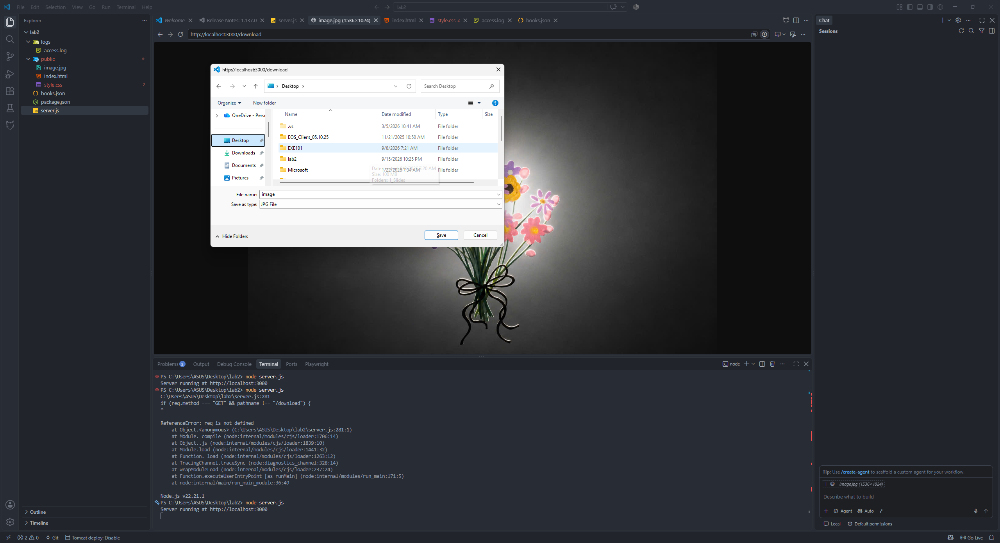 File Edit Selection View Go Run Terminal Help
lab2
Explorer
lab2
logs
access.log
public
image.jpg
index.html
style.css 2
books.json
package.json
server.js
Outline
Timeline
Welcome Release Notes: 1.137.0 server.js image.jpg (1536×1024) index.html style.css 2 access.log books.json
http://localhost:3000/download
http://localhost:3000/download
Desktop
Search Desktop
Organize New folder
OneDrive - Pers
Desktop
Downloads
Documents
Pictures
Name Date modified Type Size
.vs 3/5/2026 10:41 AM File folder
EOS_Client_05.10.25 11/21/2025 10:50 AM File folder
EXE101 9/8/2026 7:21 AM File folder
lab2 9/15/2026 10:25 PM File folder
Microsoft 1/22/2026 7:34 AM File folder
Size: 100 MB
Folders: 1_Slides
File name: image
Save as type: JPG File
Hide Folders
Save Cancel
Problems 2 Output Debug Console Terminal Ports Playwright
node
PS C:\Users\ASUS\Desktop\lab2> node server.js
Server running at http://localhost:3000
PS C:\Users\ASUS\Desktop\lab2> node server.js
C:\Users\ASUS\Desktop\lab2\server.js:281
if (req.method === "GET" && pathname !== "/download") {
^
ReferenceError: req is not defined
at Object.<anonymous> (C:\Users\ASUS\Desktop\lab2\server.js:281:1)
at Module._compile (node:internal/modules/cjs/loader:1706:14)
at Object..js (node:internal/modules/cjs/loader:1839:10)
at Module.load (node:internal/modules/cjs/loader:1441:32)
at Function._load (node:internal/modules/cjs/loader:1263:12)
at TracingChannel.traceSync (node:diagnostics_channel:328:14)
at wrapModuleLoad (node:internal/modules/cjs/loader:237:24)
at Function.executeUserEntryPoint [as runMain] (node:internal/modules/run_main:171:5)
at node:internal/main/run_main_module:36:49
Node.js v22.21.1
PS C:\Users\ASUS\Desktop\lab2> node server.js
Server running at http://localhost:3000
Chat
Sessions
Tip: Use /create-agent to scaffold a custom agent for your workflow.
image.jpg (1536×1024)
Describe what to build
Agent Auto
Local Default permissions
2 0 Git Tomcat deploy: Disable
Go Live